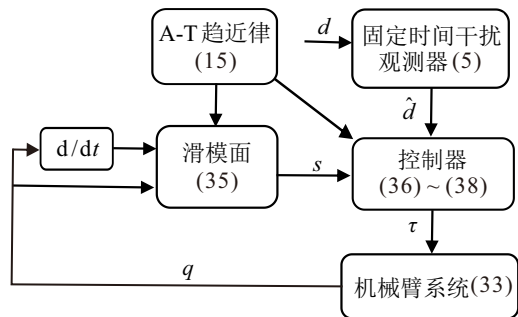 A-T 趋近律
(15)
d
固定时间干扰
观测器(5)
d̂
d/dt
滑模面
(35)
s
控制器
(36) ~ (38)
τ
q
机械臂系统(33)